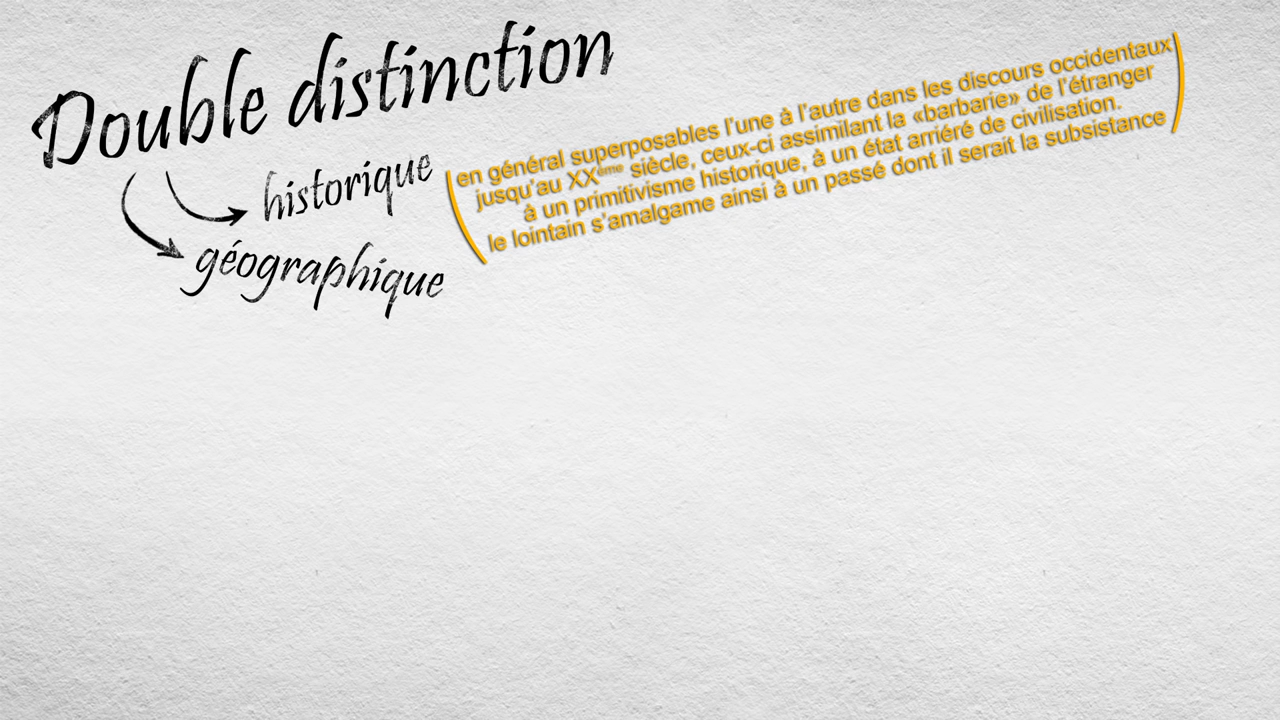 Double distinction
historique
géographique
(en général superposables l'une à l'autre dans les discours occidentaux
jusqu'au XXème siècle, ceux-ci assimilant la «barbarie» de l'étranger
à un primitivisme historique, à un état arriéré de civilisation.
le lointain s'amalgame ainsi à un passé dont il serait la subsistance)